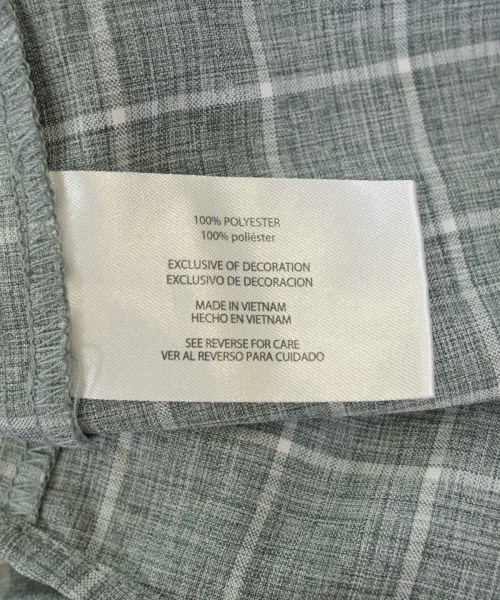 100% POLYESTER
100% poliéster
EXCLUSIVE OF DECORATION
EXCLUSIVO DE DECORACION
MADE IN VIETNAM
HECHO EN VIETNAM
SEE REVERSE FOR CARE
VER AL REVERSO PARA CUIDADO